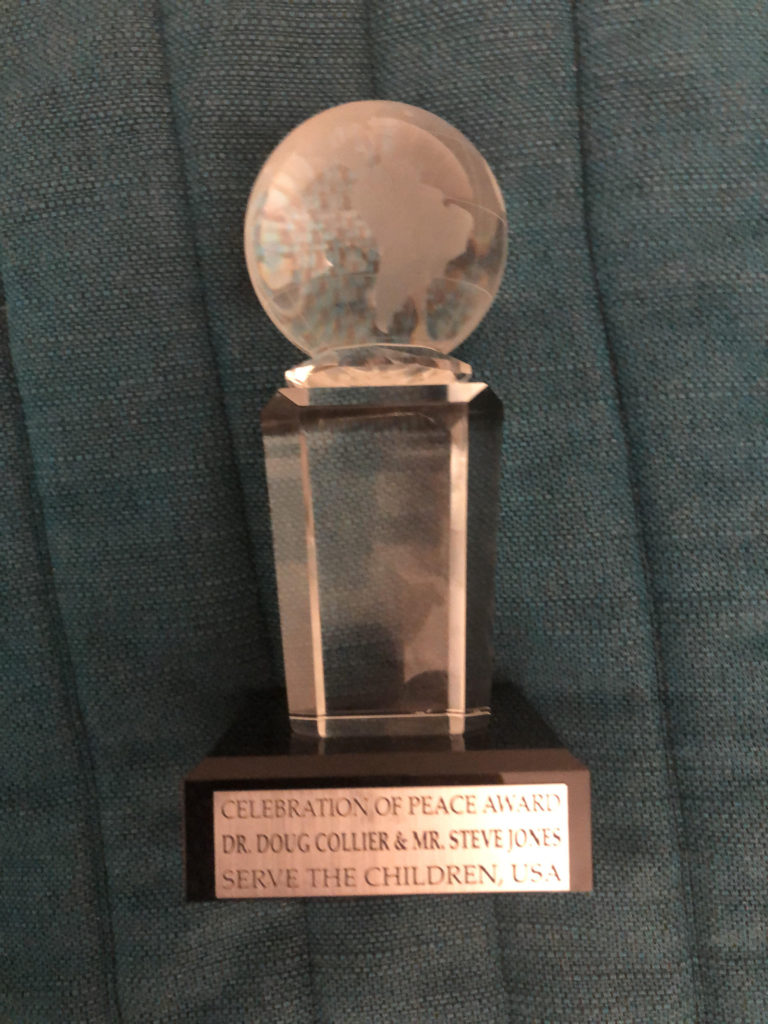 CELEBRATION OF PEACE AWARD
DR. DOUG COLLIER & MR. STEVE JONES
SERVE THE CHILDREN, USA